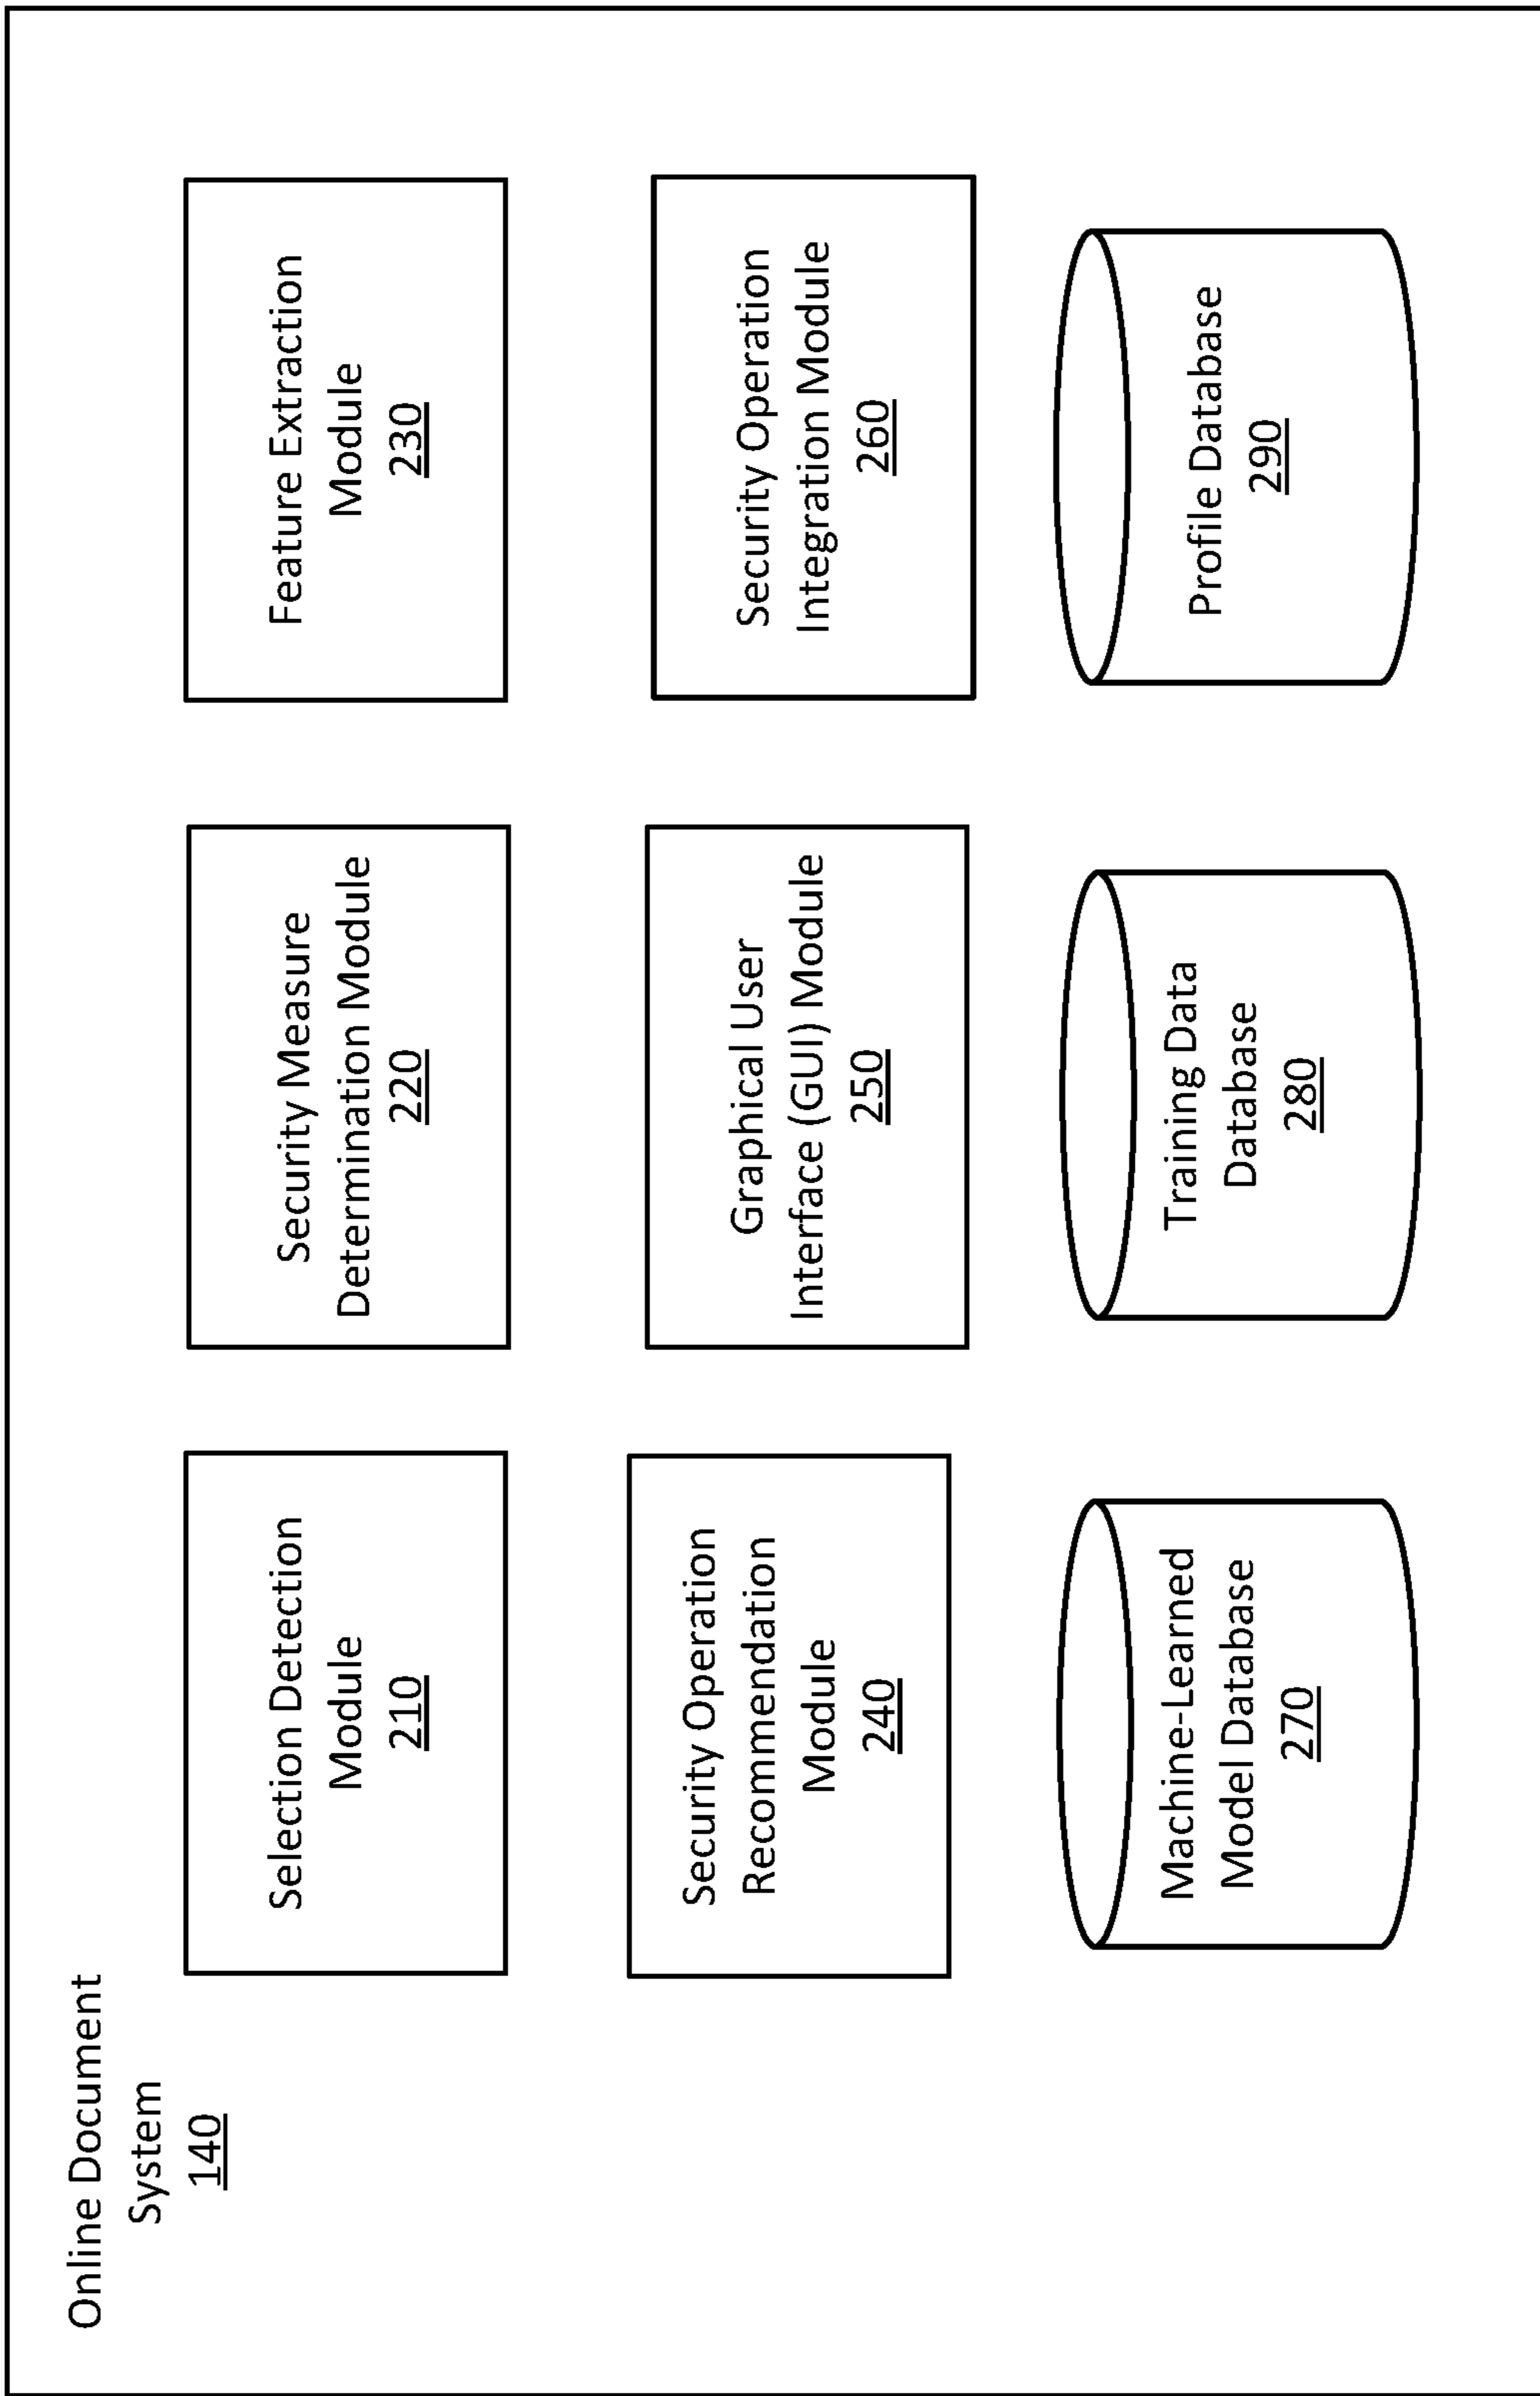 Online Document
System
140
Selection Detection
Module
210
Security Measure
Determination Module
220
Feature Extraction
Module
230
Security Operation
Recommendation
Module
240
Graphical User
Interface (GUI) Module
250
Security Operation
Integration Module
260
Machine-Learned
Model Database
270
Training Data
Database
280
Profile Database
290